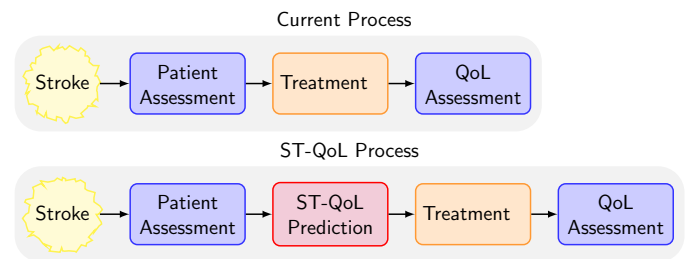 Current Process
Stroke
Patient
Assessment
Treatment
QoL
Assessment
ST-QoL Process
Stroke
Patient
Assessment
ST-QoL
Prediction
Treatment
QoL
Assessment